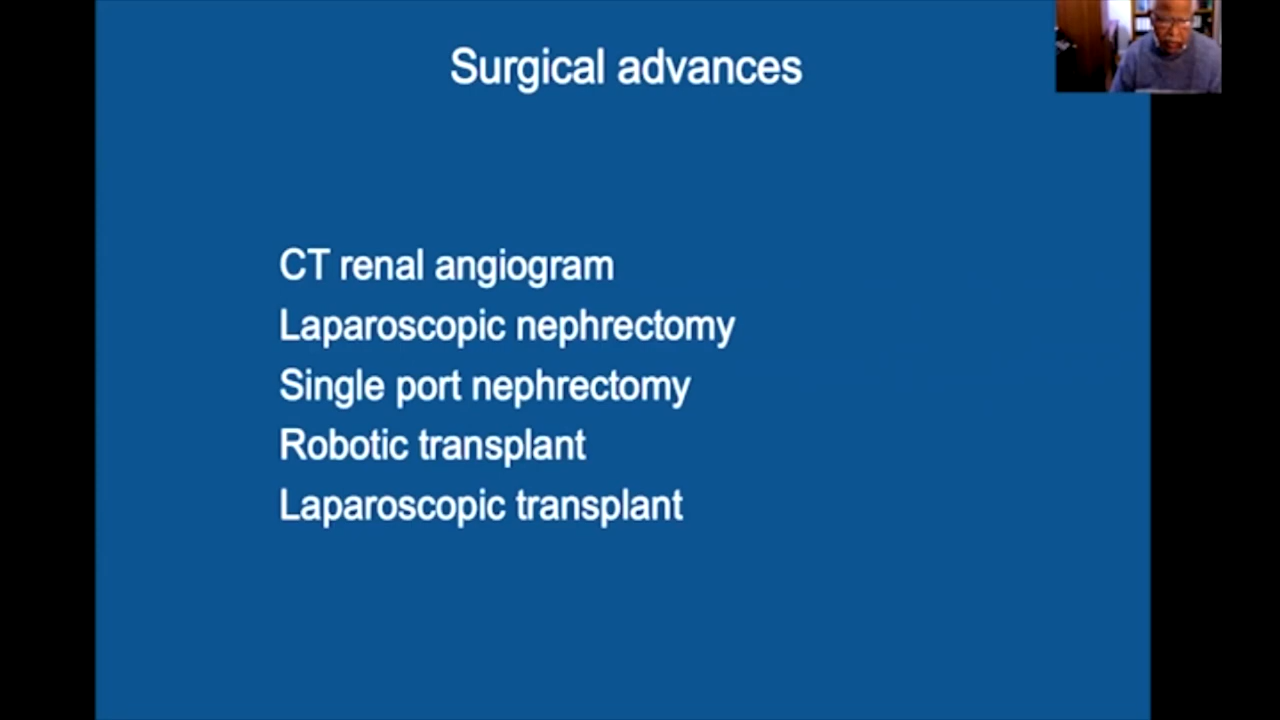 Surgical advances
CT renal angiogram
Laparoscopic nephrectomy
Single port nephrectomy
Robotic transplant
Laparoscopic transplant